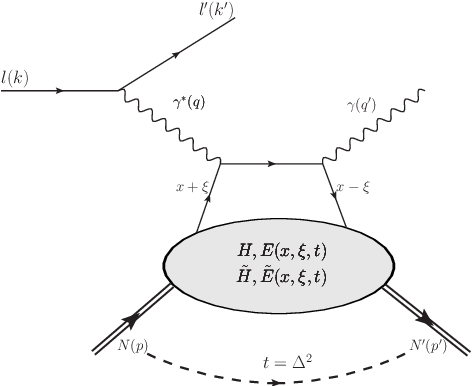 l′(k′)
l(k)
γ*(q)
γ(q′)
x + ξ
x − ξ
H, E(x, ξ, t)
H̃, Ẽ(x, ξ, t)
N(p)
N′(p′)
t = Δ²